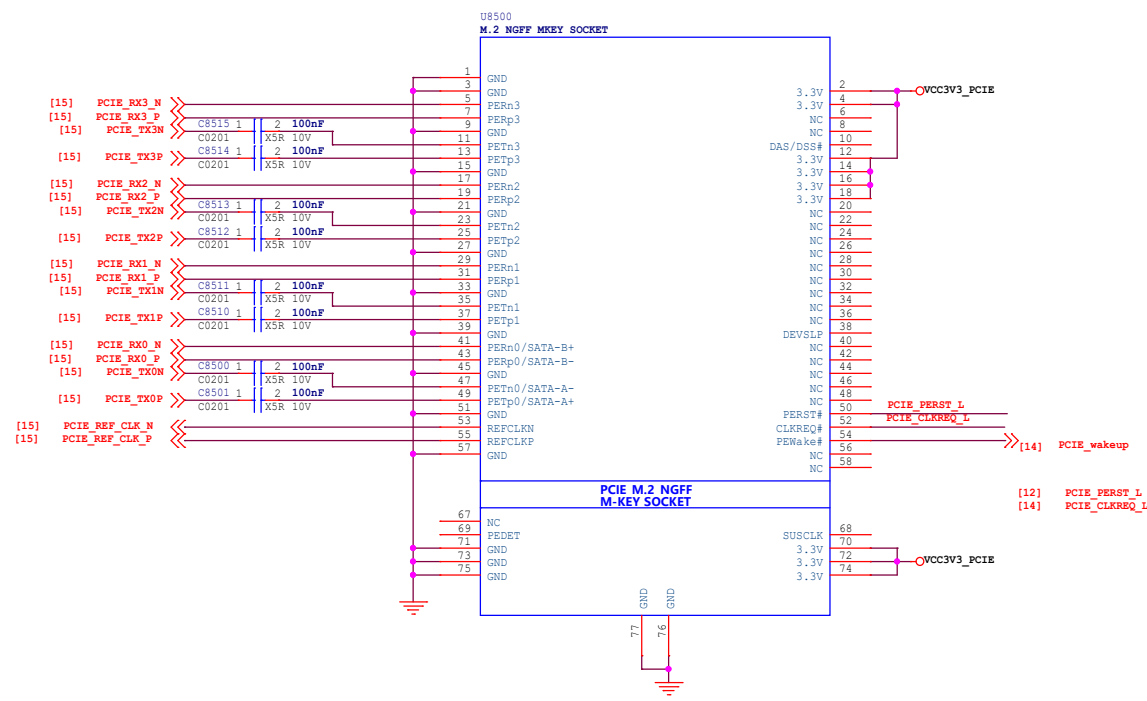 U8500
M.2 NGFF MKEY SOCKET
1 GND
3 GND
[15] PCIE_RX3_N 5 PERn3
[15] PCIE_RX3_P 7 PERp3
[15] PCIE_TX3N C8515 1 2 100nF 9 GND
C0201 X5R 10V 11 PETn3
[15] PCIE_TX3P C8514 1 2 100nF 13 PETp3
C0201 X5R 10V 15 GND
[15] PCIE_RX2_N 17 PERn2
[15] PCIE_RX2_P 19 PERp2
[15] PCIE_TX2N C8513 1 2 100nF 21 GND
C0201 X5R 10V 23 PETn2
[15] PCIE_TX2P C8512 1 2 100nF 25 PETp2
C0201 X5R 10V 27 GND
[15] PCIE_RX1_N 29 PERn1
[15] PCIE_RX1_P 31 PERp1
[15] PCIE_TX1N C8511 1 2 100nF 33 GND
C0201 X5R 10V 35 PETn1
[15] PCIE_TX1P C8510 1 2 100nF 37 PETp1
C0201 X5R 10V 39 GND
[15] PCIE_RX0_N 41 PERn0/SATA-B+
[15] PCIE_RX0_P 43 PERp0/SATA-B-
[15] PCIE_TX0N C8500 1 2 100nF 45 GND
C0201 X5R 10V 47 PETn0/SATA-A-
[15] PCIE_TX0P C8501 1 2 100nF 49 PETp0/SATA-A+
C0201 X5R 10V 51 GND
[15] PCIE_REF_CLK_N 53 REFCLKN
[15] PCIE_REF_CLK_P 55 REFCLKP
57 GND
3.3V 2 VCC3V3_PCIE
3.3V 4
NC 6
NC 8
DAS/DSS# 10
3.3V 12
3.3V 14
3.3V 16
3.3V 18
NC 20
NC 22
NC 24
NC 26
NC 28
NC 30
NC 32
NC 34
NC 36
DEVSLP 38
NC 40
NC 42
NC 44
NC 46
NC 48
PERST# 50 PCIE_PERST_L
CLKREQ# 52 PCIE_CLKREQ_L
PEWake# 54 [14] PCIE_wakeup
NC 56
NC 58
[12] PCIE_PERST_L
[14] PCIE_CLKREQ_L
PCIE M.2 NGFF
M-KEY SOCKET
67 NC
69 PEDET
71 GND
73 GND
75 GND
SUSCLK 68
3.3V 70
3.3V 72 VCC3V3_PCIE
3.3V 74
GND 77
GND 76